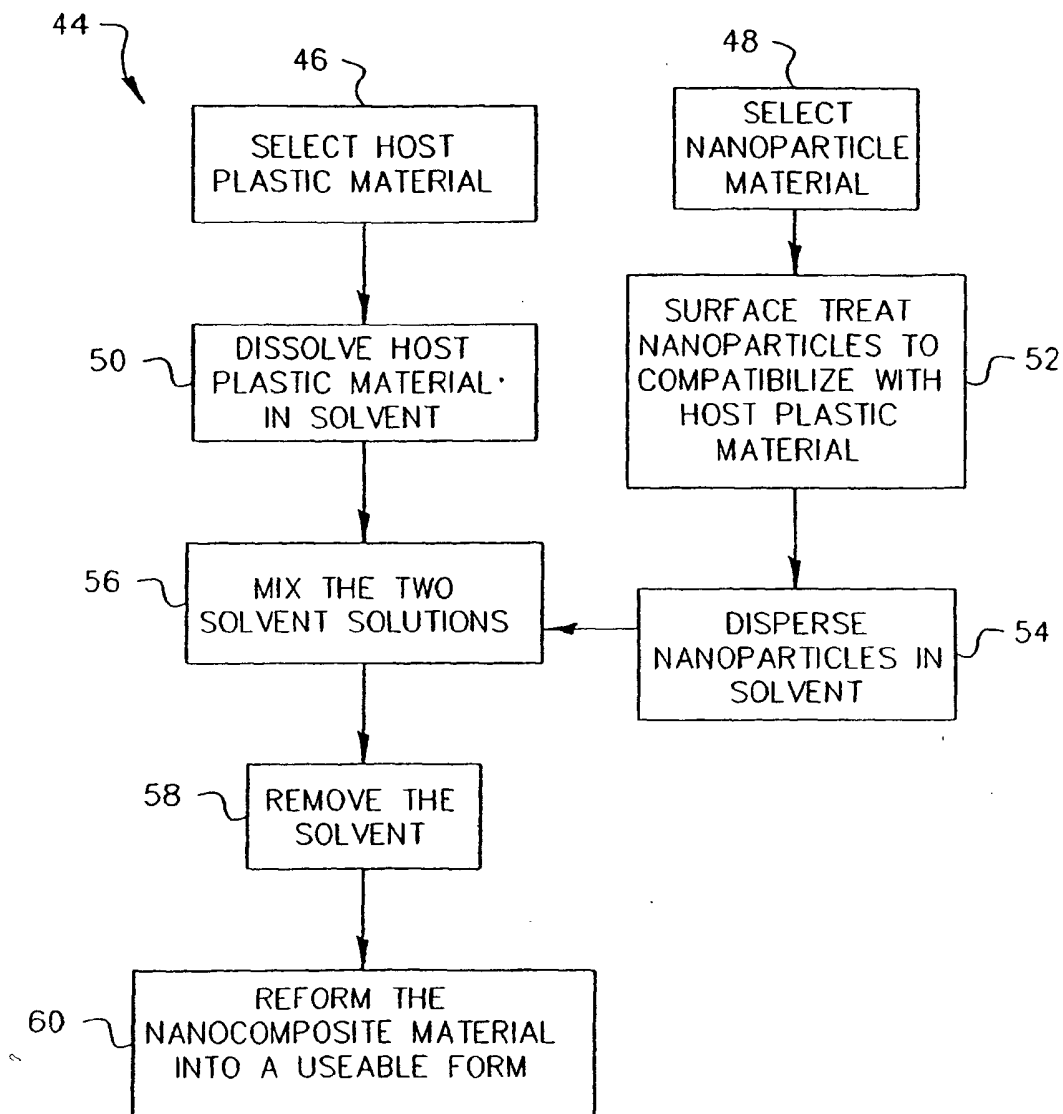 44
46
SELECT HOST
PLASTIC MATERIAL
48
SELECT
NANOPARTICLE
MATERIAL
50
DISSOLVE HOST
PLASTIC MATERIAL
IN SOLVENT
SURFACE TREAT
NANOPARTICLES TO
COMPATIBILIZE WITH
HOST PLASTIC
MATERIAL
52
56
MIX THE TWO
SOLVENT SOLUTIONS
DISPERSE
NANOPARTICLES IN
SOLVENT
54
58
REMOVE THE
SOLVENT
60
REFORM THE
NANOCOMPOSITE MATERIAL
INTO A USEABLE FORM